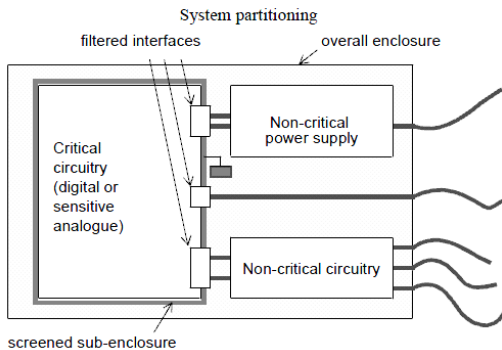 System partitioning
filtered interfaces
overall enclosure
Critical
circuitry
(digital or
sensitive
analogue)
Non-critical
power supply
Non-critical circuitry
screened sub-enclosure